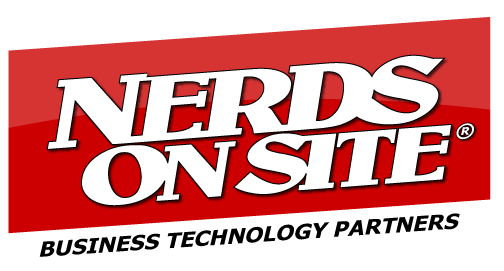 NERDS
ON SITE®
BUSINESS TECHNOLOGY PARTNERS